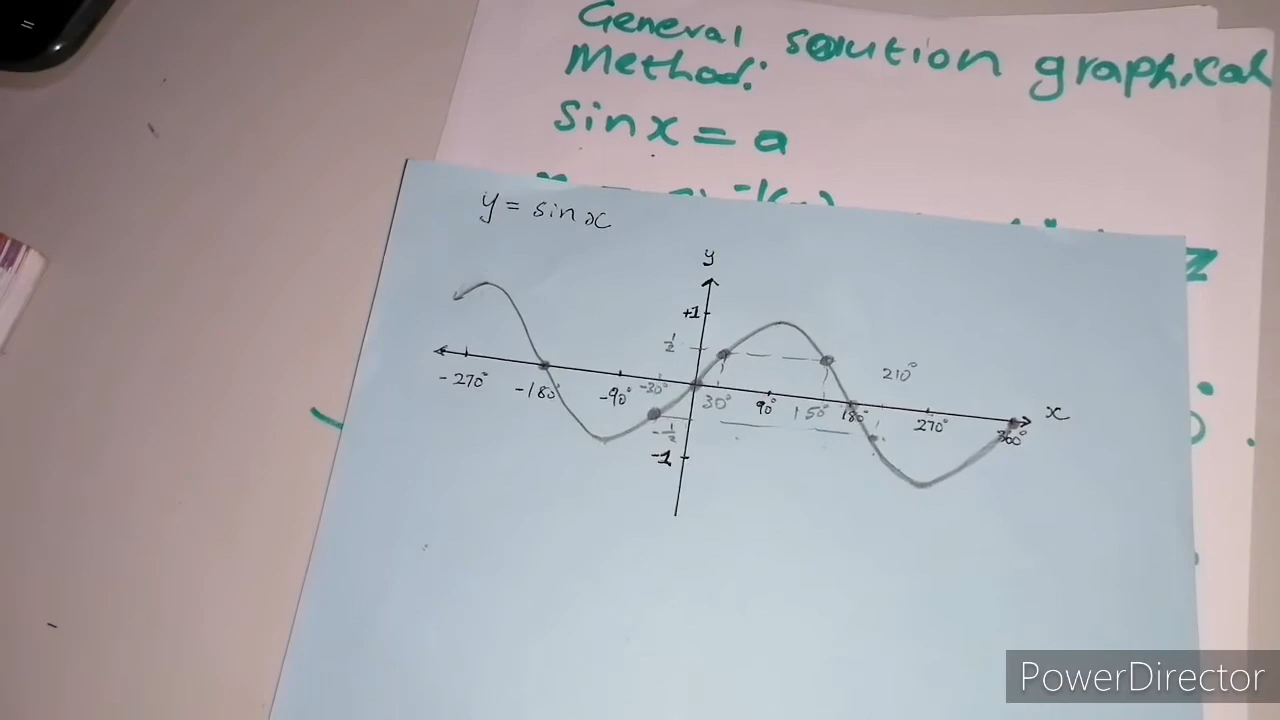 General solution graphical
Method:
sin x = a
y = sin x
y
+1
1/2
-270° -180° -90° -30° 30° 90° 150° 180° 210° 270° 360° x
-1/2
-1
PowerDirector